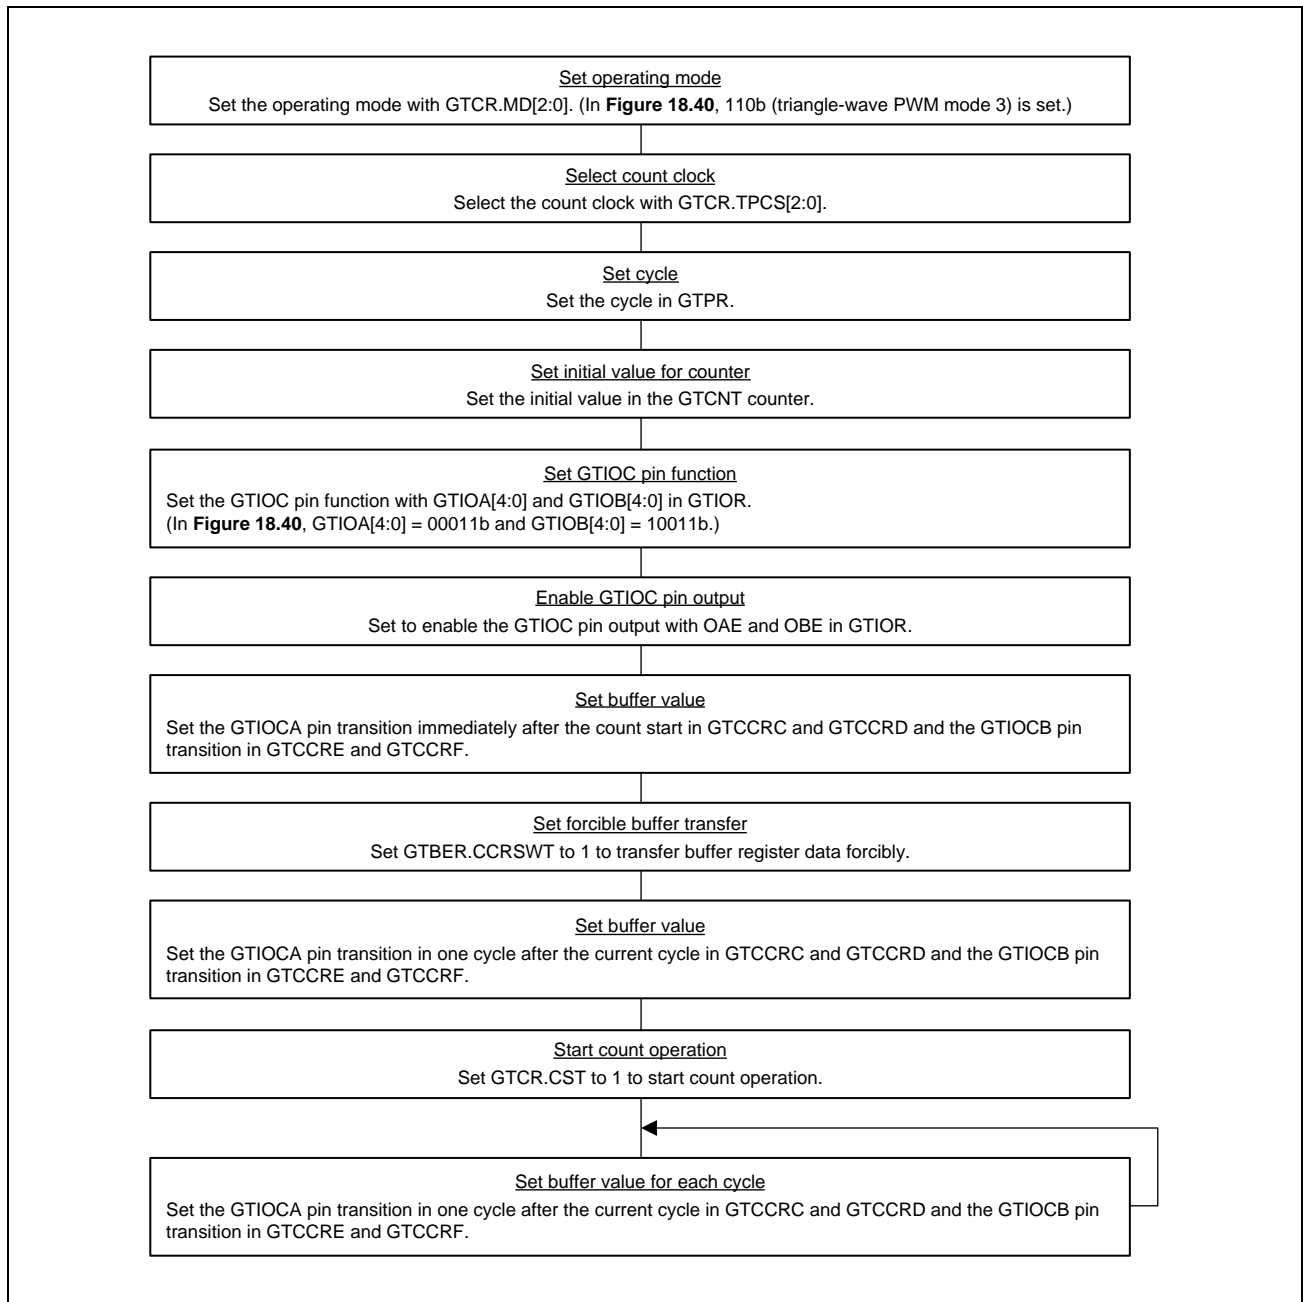 Set operating mode
Set the operating mode with GTCR.MD[2:0]. (In Figure 18.40, 110b (triangle-wave PWM mode 3) is set.)
Select count clock
Select the count clock with GTCR.TPCS[2:0].
Set cycle
Set the cycle in GTPR.
Set initial value for counter
Set the initial value in the GTCNT counter.
Set GTIOC pin function
Set the GTIOC pin function with GTIOA[4:0] and GTIOB[4:0] in GTIOR.
(In Figure 18.40, GTIOA[4:0] = 00011b and GTIOB[4:0] = 10011b.)
Enable GTIOC pin output
Set to enable the GTIOC pin output with OAE and OBE in GTIOR.
Set buffer value
Set the GTIOCA pin transition immediately after the count start in GTCCRC and GTCCRD and the GTIOCB pin
transition in GTCCRE and GTCCRF.
Set forcible buffer transfer
Set GTBER.CCRSWT to 1 to transfer buffer register data forcibly.
Set buffer value
Set the GTIOCA pin transition in one cycle after the current cycle in GTCCRC and GTCCRD and the GTIOCB pin
transition in GTCCRE and GTCCRF.
Start count operation
Set GTCR.CST to 1 to start count operation.
Set buffer value for each cycle
Set the GTIOCA pin transition in one cycle after the current cycle in GTCCRC and GTCCRD and the GTIOCB pin
transition in GTCCRE and GTCCRF.